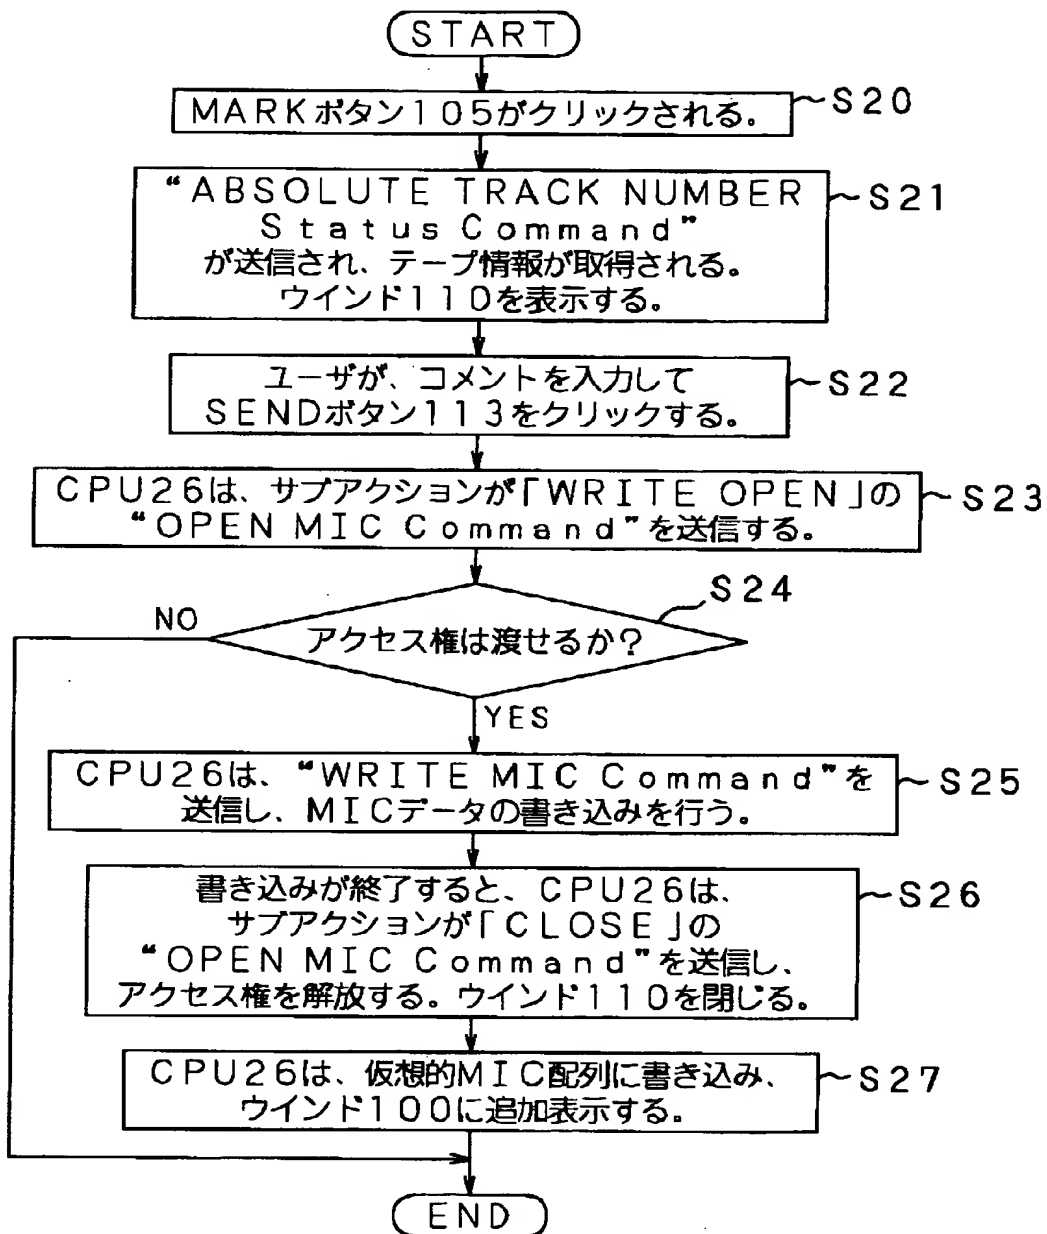 START
MARKボタン105がクリックされる。
S20
“ABSOLUTE TRACK NUMBER
Status Command”
が送信され、テープ情報が取得される。
ウインド110を表示する。
S21
ユーザが、コメントを入力して
SENDボタン113をクリックする。
S22
CPU26は、サブアクションが「WRITE OPEN」の
“OPEN MIC Command”を送信する。
S23
S24
NO
アクセス権は渡せるか?
YES
CPU26は、“WRITE MIC Command”を
送信し、MICデータの書き込みを行う。
S25
書き込みが終了すると、CPU26は、
サブアクションが「CLOSE」の
“OPEN MIC Command”を送信し、
アクセス権を解放する。ウインド110を閉じる。
S26
CPU26は、仮想的MIC配列に書き込み、
ウインド100に追加表示する。
S27
END